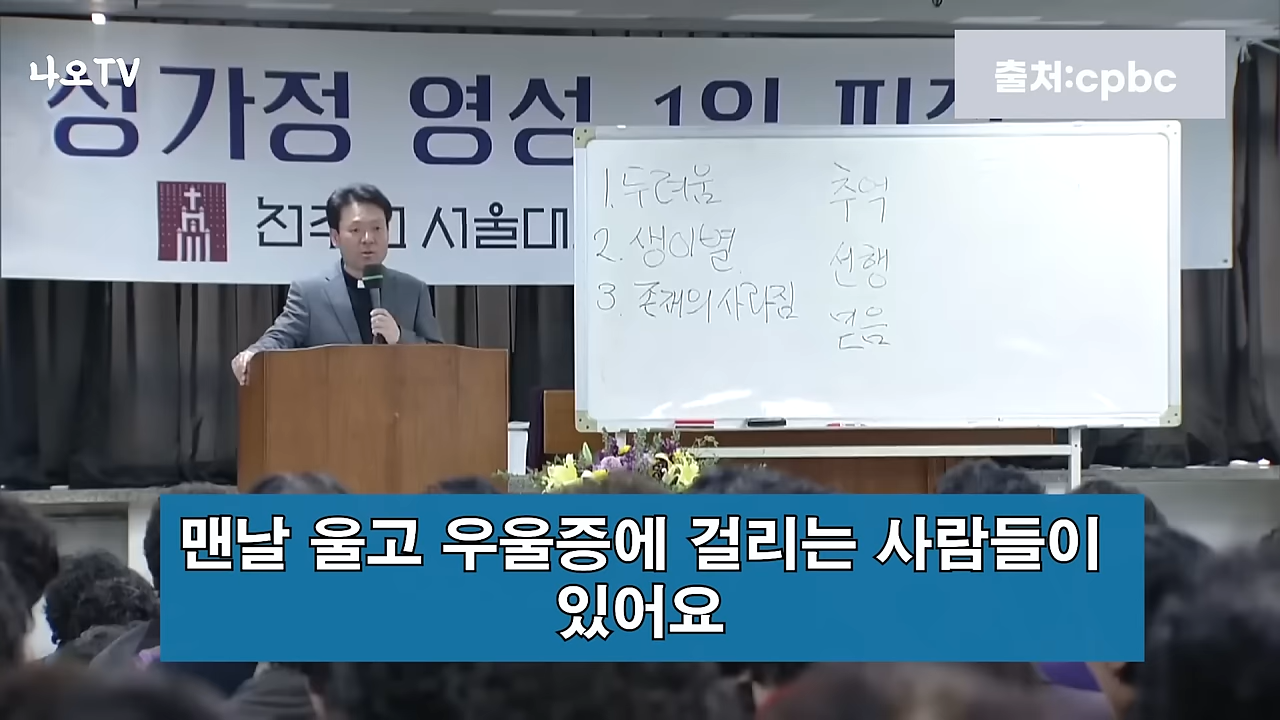 나오TV
출처:cpbc
성가정 영성 1일 피정
서울대
1. 두려움 추억
2. 생이별 선행
3. 존재의 사라짐 믿음
맨날 울고 우울증에 걸리는 사람들이
있어요